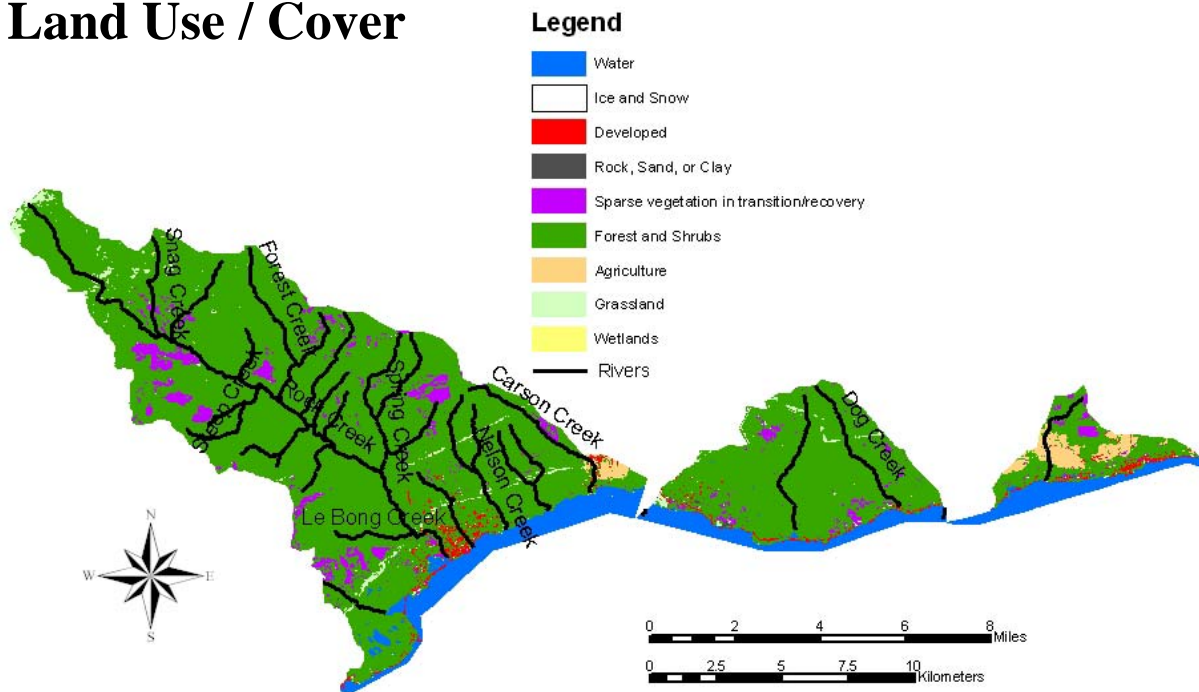 Land Use / Cover
Legend
Water
Ice and Snow
Developed
Rock, Sand, or Clay
Sparse vegetation in transition/recovery
Forest and Shrubs
Agriculture
Grassland
Wetlands
Rivers
Snag Creek
Forest Creek
Rock Creek
Spring Creek
Carson Creek
Nelson Creek
Le Bong Creek
Dog Creek
N
W
E
S
0 2 4 6 8
Miles
0 2.5 5 7.5 10
Kilometers